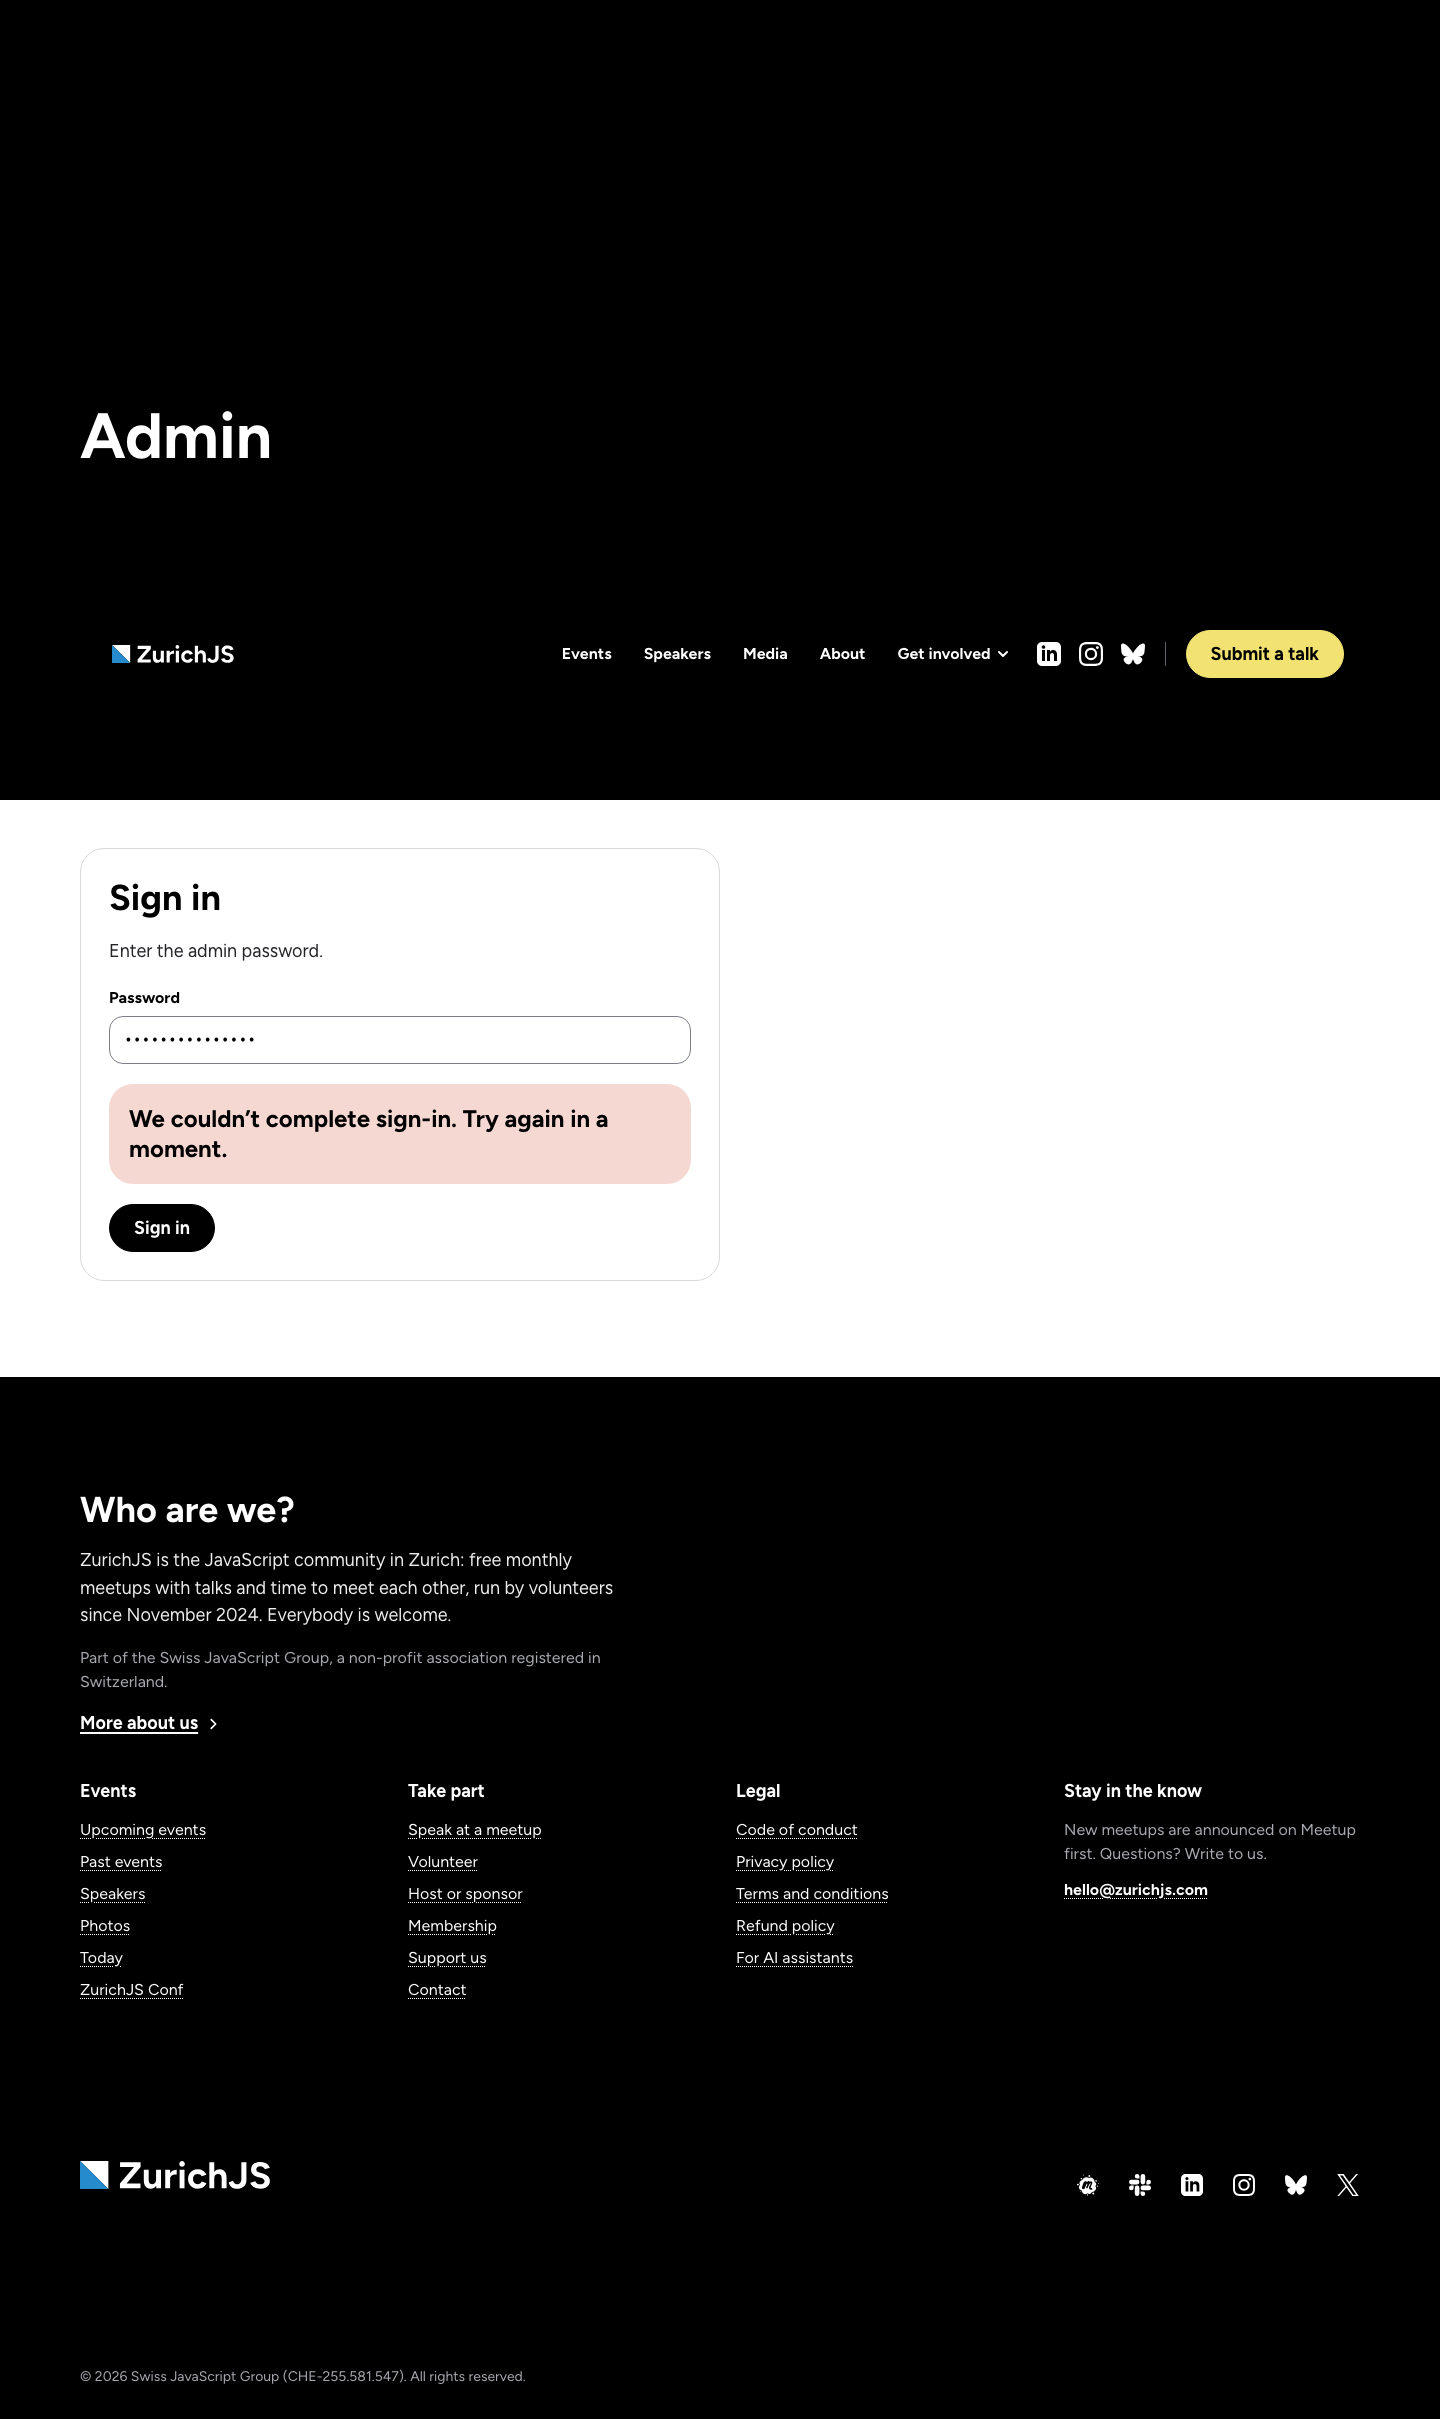 Admin
ZurichJS
Events
Speakers
Media
About
Get involved
Submit a talk
Sign in
Enter the admin password.
Password
•••••••••••••••
We couldn’t complete sign-in. Try again in a
moment.
Sign in
Who are we?
ZurichJS is the JavaScript community in Zurich: free monthly
meetups with talks and time to meet each other, run by volunteers
since November 2024. Everybody is welcome.
Part of the Swiss JavaScript Group, a non-profit association registered in
Switzerland.
More about us
Events
Upcoming events
Past events
Speakers
Photos
Today
ZurichJS Conf
Take part
Speak at a meetup
Volunteer
Host or sponsor
Membership
Support us
Contact
Legal
Code of conduct
Privacy policy
Terms and conditions
Refund policy
For AI assistants
Stay in the know
New meetups are announced on Meetup
first. Questions? Write to us.
hello@zurichjs.com
ZurichJS
© 2026 Swiss JavaScript Group (CHE-255.581.547). All rights reserved.